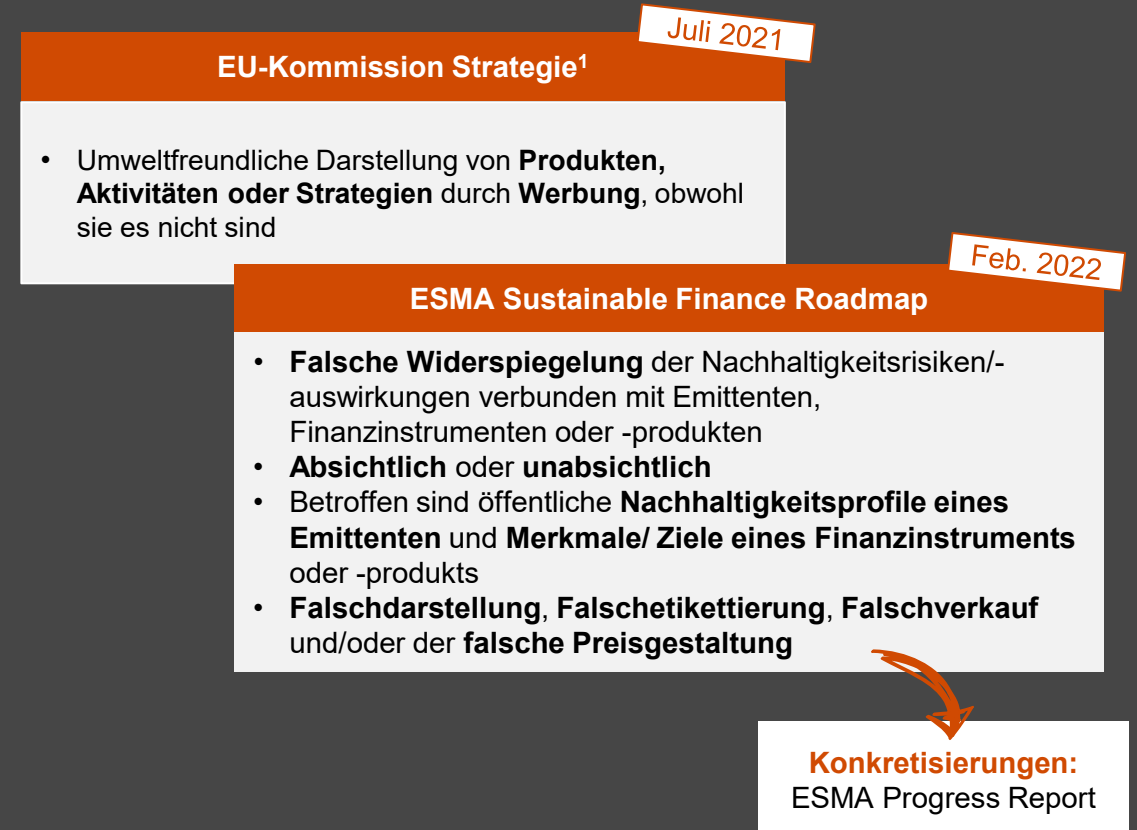 Juli 2021
EU-Kommission Strategie¹
• Umweltfreundliche Darstellung von Produkten,
Aktivitäten oder Strategien durch Werbung, obwohl
sie es nicht sind
Feb. 2022
ESMA Sustainable Finance Roadmap
• Falsche Widerspiegelung der Nachhaltigkeitsrisiken/-
auswirkungen verbunden mit Emittenten,
Finanzinstrumenten oder -produkten
• Absichtlich oder unabsichtlich
• Betroffen sind öffentliche Nachhaltigkeitsprofile eines
Emittenten und Merkmale/ Ziele eines Finanzinstruments
oder -produkts
• Falschdarstellung, Falschetikettierung, Falschverkauf
und/oder der falsche Preisgestaltung
Konkretisierungen:
ESMA Progress Report